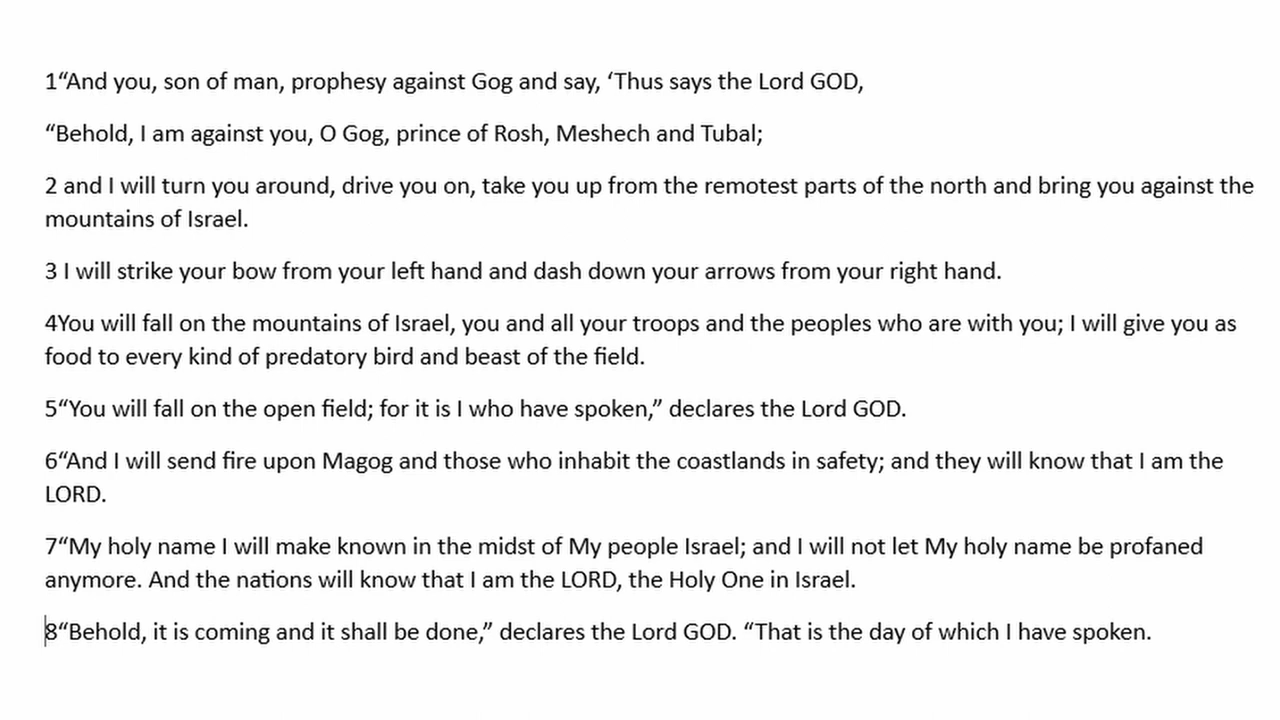 1“And you, son of man, prophesy against Gog and say, ‘Thus says the Lord GOD,
“Behold, I am against you, O Gog, prince of Rosh, Meshech and Tubal;
2 and I will turn you around, drive you on, take you up from the remotest parts of the north and bring you against the
mountains of Israel.
3 I will strike your bow from your left hand and dash down your arrows from your right hand.
4You will fall on the mountains of Israel, you and all your troops and the peoples who are with you; I will give you as
food to every kind of predatory bird and beast of the field.
5“You will fall on the open field; for it is I who have spoken,” declares the Lord GOD.
6“And I will send fire upon Magog and those who inhabit the coastlands in safety; and they will know that I am the
LORD.
7“My holy name I will make known in the midst of My people Israel; and I will not let My holy name be profaned
anymore. And the nations will know that I am the LORD, the Holy One in Israel.
8“Behold, it is coming and it shall be done,” declares the Lord GOD. “That is the day of which I have spoken.